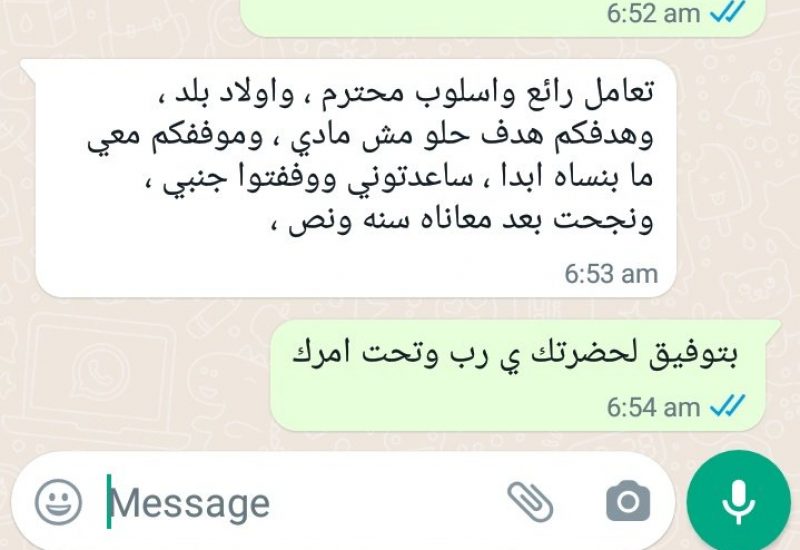 6:52 am
تعامل رائع واسلوب محترم ، واولاد بلد ،
وهدفكم هدف حلو مش مادي ، وموففكم معي
ما بنساه ابدا ، ساعدتوني ووففتوا جنبي ،
ونجحت بعد معاناه سنه ونص ،
6:53 am
بتوفيق لحضرتك ي رب وتحت امرك
6:54 am
Message